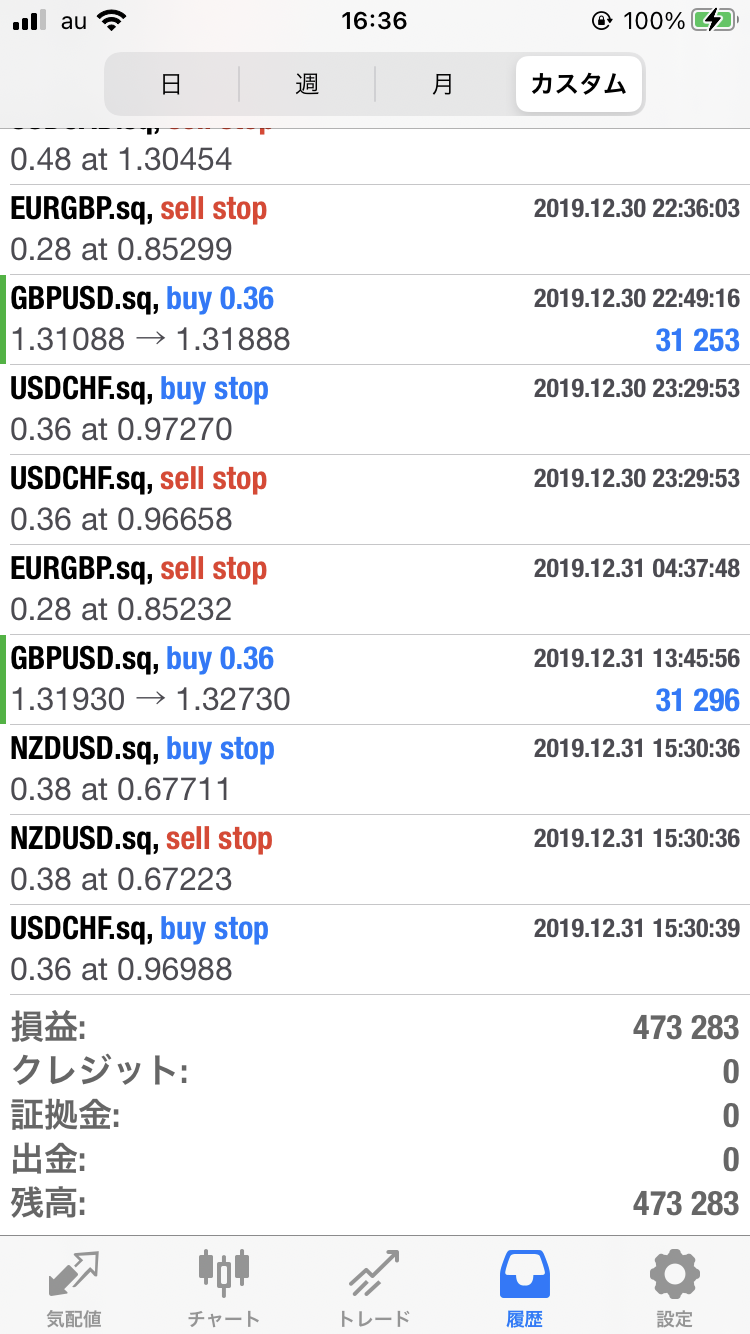 au 16:36 100%
日 週 月 カスタム
0.48 at 1.30454
EURGBP.sq, sell stop 2019.12.30 22:36:03
0.28 at 0.85299
GBPUSD.sq, buy 0.36 2019.12.30 22:49:16
1.31088 → 1.31888 31 253
USDCHF.sq, buy stop 2019.12.30 23:29:53
0.36 at 0.97270
USDCHF.sq, sell stop 2019.12.30 23:29:53
0.36 at 0.96658
EURGBP.sq, sell stop 2019.12.31 04:37:48
0.28 at 0.85232
GBPUSD.sq, buy 0.36 2019.12.31 13:45:56
1.31930 → 1.32730 31 296
NZDUSD.sq, buy stop 2019.12.31 15:30:36
0.38 at 0.67711
NZDUSD.sq, sell stop 2019.12.31 15:30:36
0.38 at 0.67223
USDCHF.sq, buy stop 2019.12.31 15:30:39
0.36 at 0.96988
損益: 473 283
クレジット: 0
証拠金: 0
出金: 0
残高: 473 283
気配値 チャート トレード 履歴 設定